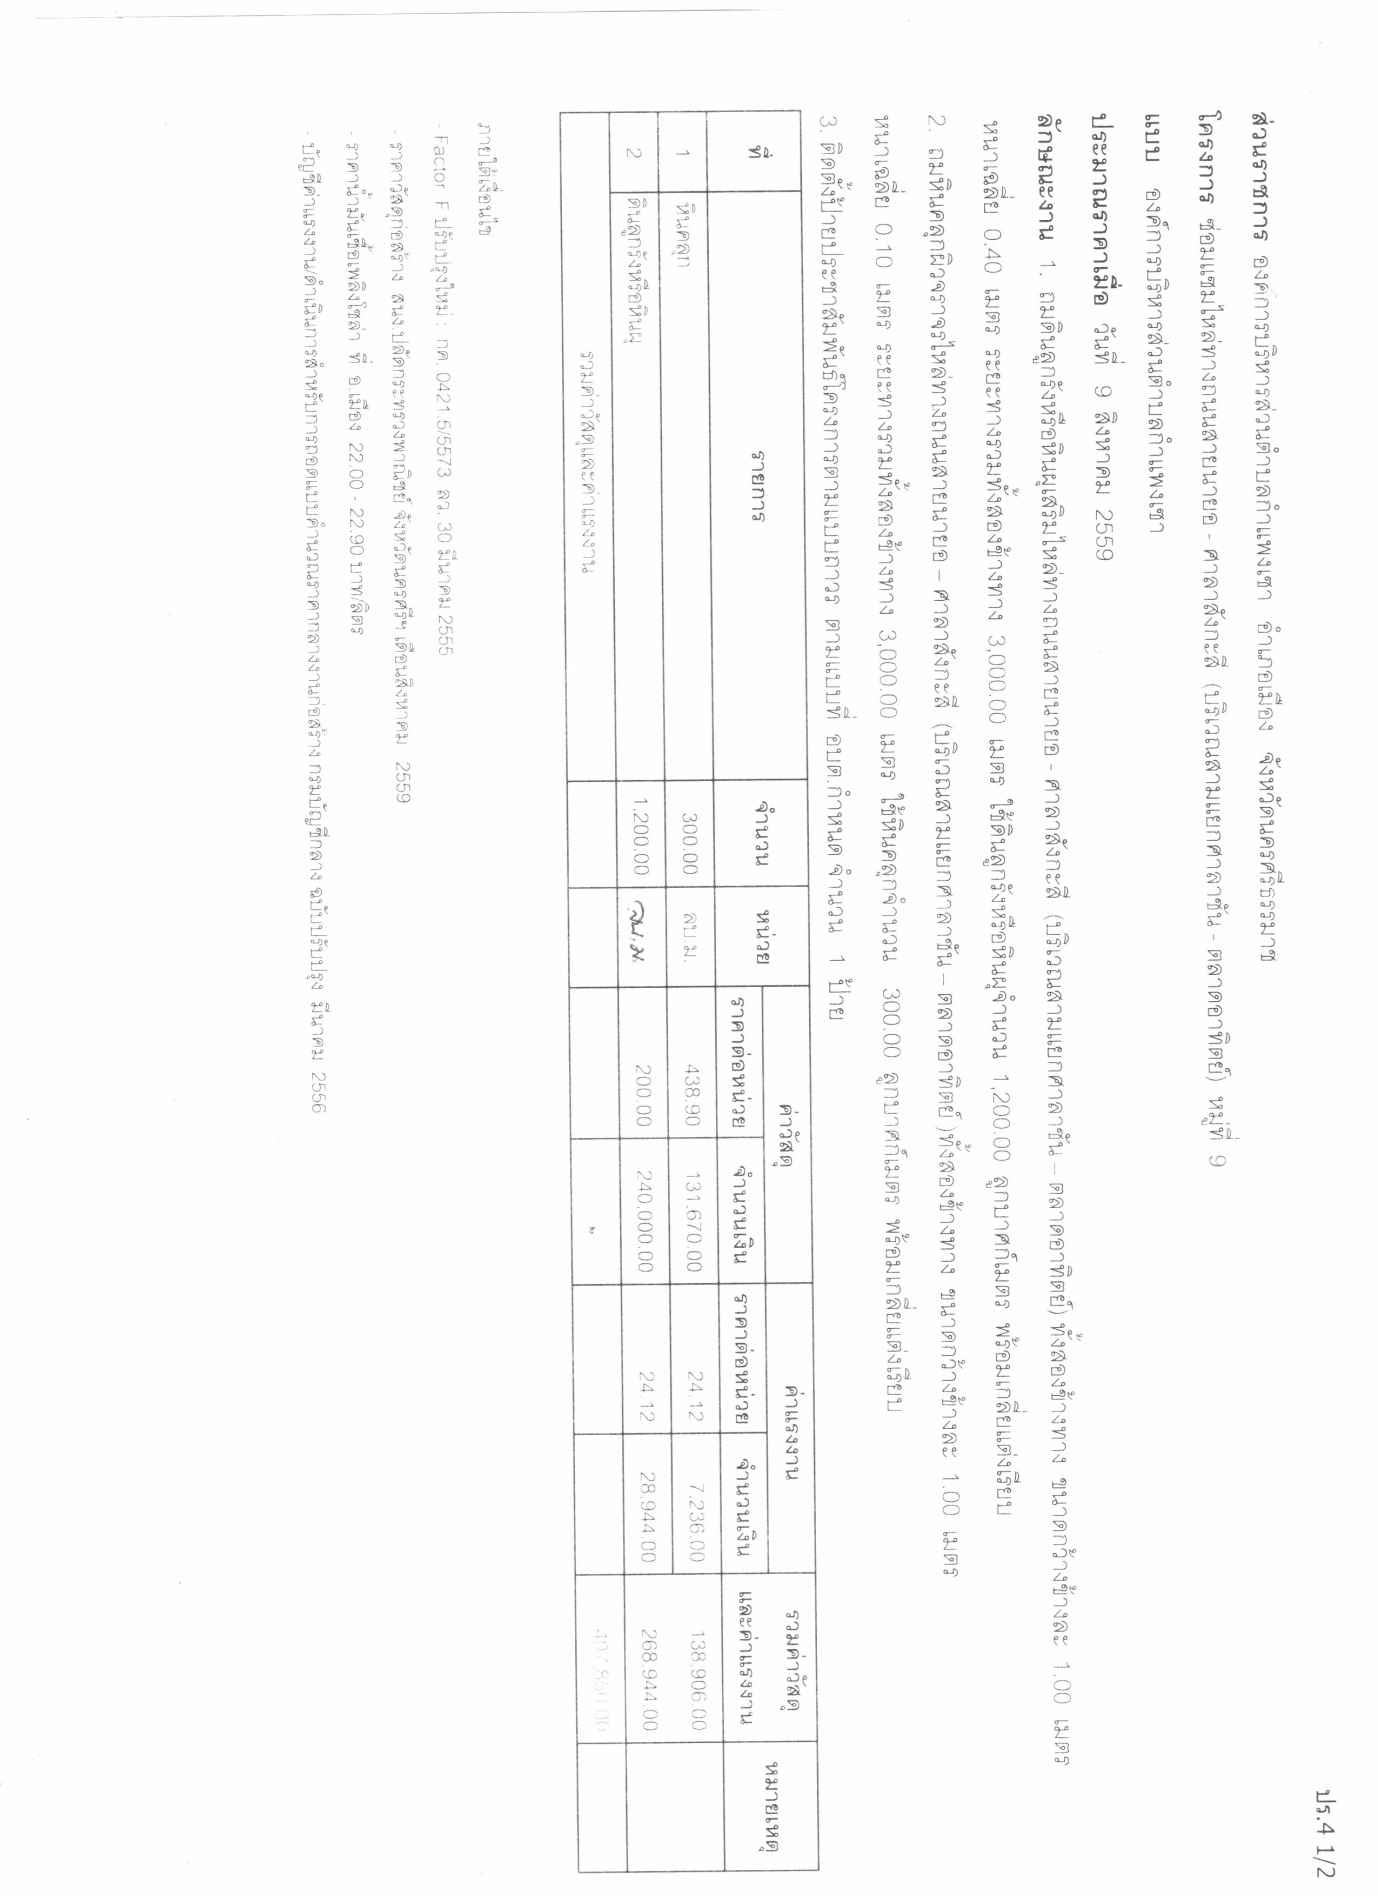 ปร.4 1/2
ส่วนราชการ องค์การบริหารส่วนตำบลกำแพงเซา อำเภอเมือง จังหวัดนครศรีธรรมาช
โครงการ ซ่อมแซมไหล่ทางถนนสายนายอ - ศาลาสังกะสี (บริเวณสามแยกศาลาชัน - ตลาดอาทิตย์) หมู่ที่ 9
แบบ องค์การบริหารส่วนตำบลกำแพงเซา
ประมาณราคาเมื่อ วันที่ 9 สิงหาคม 2559
ลักษณะงาน 1. ถมดินลูกรังหรือหินผุเสริมไหล่ทางถนนสายนายอ - ศาลาสังกะสี (บริเวณสามแยกศาลาชัน – ตลาดอาทิตย์) ทั้งสองข้างทาง ขนาดกว้างข้างละ 1.00 เมตร
หนาเฉลี่ย 0.40 เมตร ระยะทางรวมทั้งสองข้างทาง 3,000.00 เมตร ใช้ดินลูกรังหรือหินผุจำนวน 1,200.00 ลูกบาศก์เมตร พร้อมเกลี่ยแต่งเรียบ
2. ถมหินคลุกผิวจราจรไหล่ทางถนนสายนายอ – ศาลาสังกะสี (บริเวณสามแยกศาลาชัน – ตลาดอาทิตย์ )ทั้งสองข้างทาง ขนาดกว้างข้างละ 1.00 เมตร
หนาเฉลี่ย 0.10 เมตร ระยะทางรวมทั้งสองข้างทาง 3,000.00 เมตร ใช้หินคลุกจำนวน 300.00 ลูกบาศก์เมตร พร้อมเกลี่ยแต่งเรียบ
3. ติดตั้งป้ายประชาสัมพันธ์โครงการตามแบบถาวร ตามแบบที่ อบต.กำหนด จำนวน 1 ป้าย
ที่ รายการ จำนวน หน่วย ค่าวัสดุ ค่าแรงงาน รวมค่าวัสดุ หมายเหตุ
ราคาต่อหน่วย จำนวนเงิน ราคาต่อหน่วย จำนวนเงิน และค่าแรงงาน
1 หินคลุก 300.00 ลบ.ม. 438.90 131,670.00 24.12 7,236.00 138,906.00
2 ดินลูกรังหรือหินผุ 1,200.00 ลบ.ม. 200.00 240,000.00 24.12 28,944.00 268,944.00
รวมค่าวัสดุและค่าแรงงาน 407,850.00
ภายใต้เงื่อนไข
- Factor F ปรับปรุงใหม่ : กค. 0421.5/5573 ลว. 30 มีนาคม 2555
- ราคาวัสดุก่อสร้าง สนง.ปลัดกระทรวงพาณิชย์ จังหวัดนครศรีฯ เดือนสิงหาคม 2559
- ราคาน้ำมันเชื้อเพลิงโซล่า ที่ อ.เมือง 22.00 - 22.90 บาท/ลิตร
- บัญชีค่าแรงงาน/ดำเนินการสำหรับการถอดแบบคำนวณราคากลางงานก่อสร้าง กรมบัญชีกลาง ฉบับปรับปรุง มีนาคม 2556